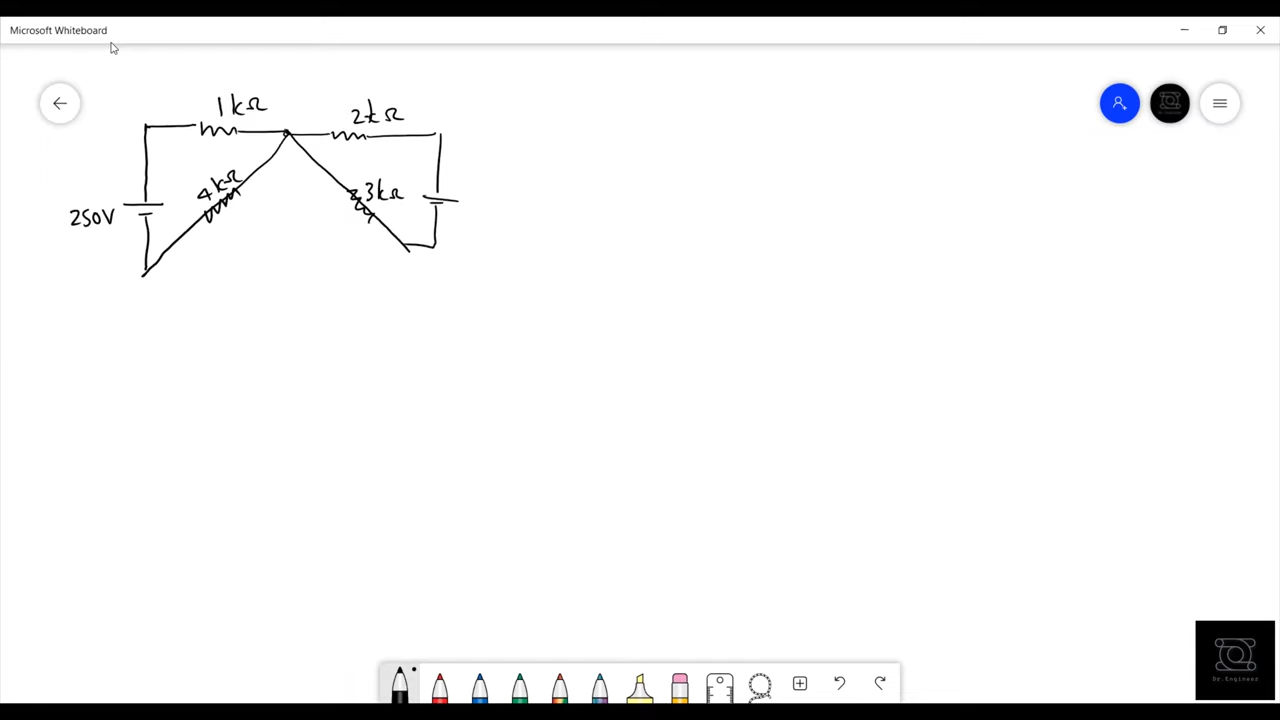 Microsoft Whiteboard
1kΩ
2kΩ
4kΩ
3kΩ
250V
Dr.Engineer